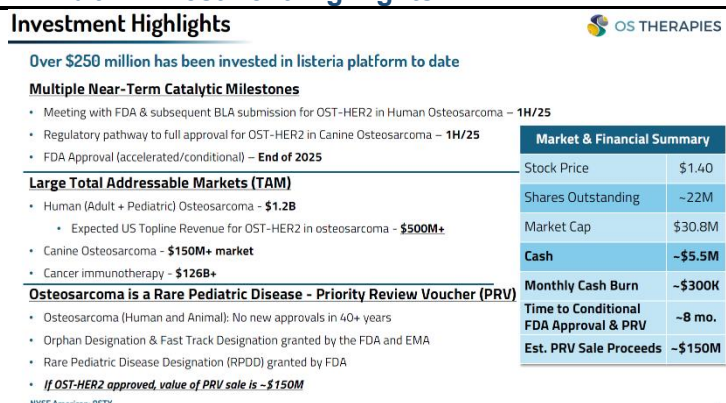 Investment Highlights
OS THERAPIES
Over $250 million has been invested in listeria platform to date
Multiple Near-Term Catalytic Milestones
• Meeting with FDA & subsequent BLA submission for OST-HER2 in Human Osteosarcoma – 1H/25
• Regulatory pathway to full approval for OST-HER2 in Canine Osteosarcoma – 1H/25
• FDA Approval (accelerated/conditional) – End of 2025
Large Total Addressable Markets (TAM)
• Human (Adult + Pediatric) Osteosarcoma - $1.2B
• Expected US Topline Revenue for OST-HER2 in osteosarcoma - $500M+
• Canine Osteosarcoma - $150M+ market
• Cancer immunotherapy - $126B+
Osteosarcoma is a Rare Pediatric Disease - Priority Review Voucher (PRV)
• Osteosarcoma (Human and Animal): No new approvals in 40+ years
• Orphan Designation & Fast Track Designation granted by the FDA and EMA
• Rare Pediatric Disease Designation (RPDD) granted by FDA
• If OST-HER2 approved, value of PRV sale is ~$150M
Market & Financial Summary
Stock Price $1.40
Shares Outstanding ~22M
Market Cap $30.8M
Cash ~$5.5M
Monthly Cash Burn ~$300K
Time to Conditional
FDA Approval & PRV ~8 mo.
Est. PRV Sale Proceeds ~$150M